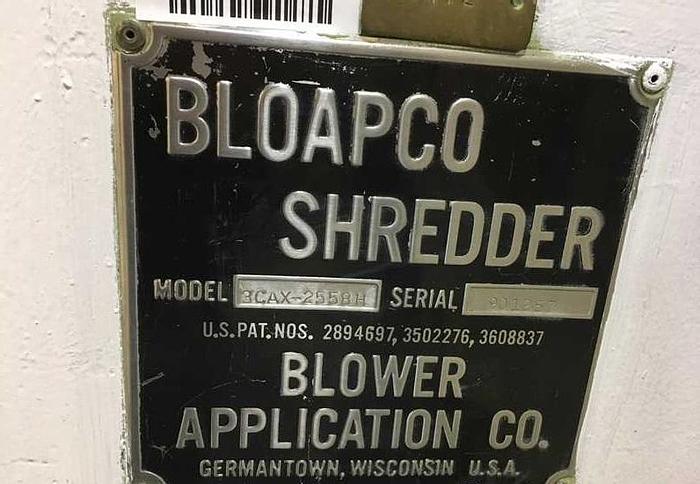 BLOAPCO
SHREDDER
MODEL 3CAX-2558H SERIAL
U.S. PAT. NOS. 2894697, 3502276, 3608837
BLOWER
APPLICATION CO.
GERMANTOWN, WISCONSIN U.S.A.